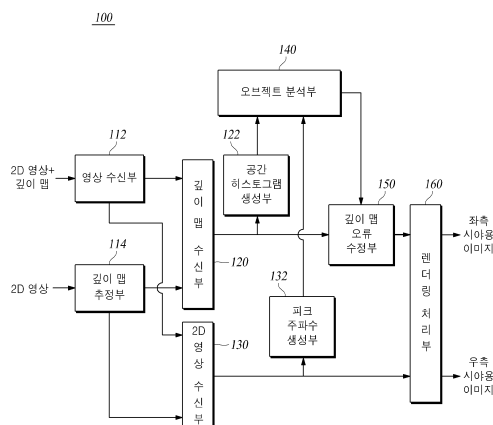 100
140
오브젝트 분석부
112
122
2D 영상+
깊이 맵
영상 수신부
공간
히스토그램
생성부
150
160
깊이 맵 수신부
깊이 맵
오류
수정부
좌측
시야용
이미지
114
120
132
렌더링 처리부
2D 영상
깊이 맵
추정부
130
피크
주파수
생성부
2D 영상 수신부
우측
시야용
이미지